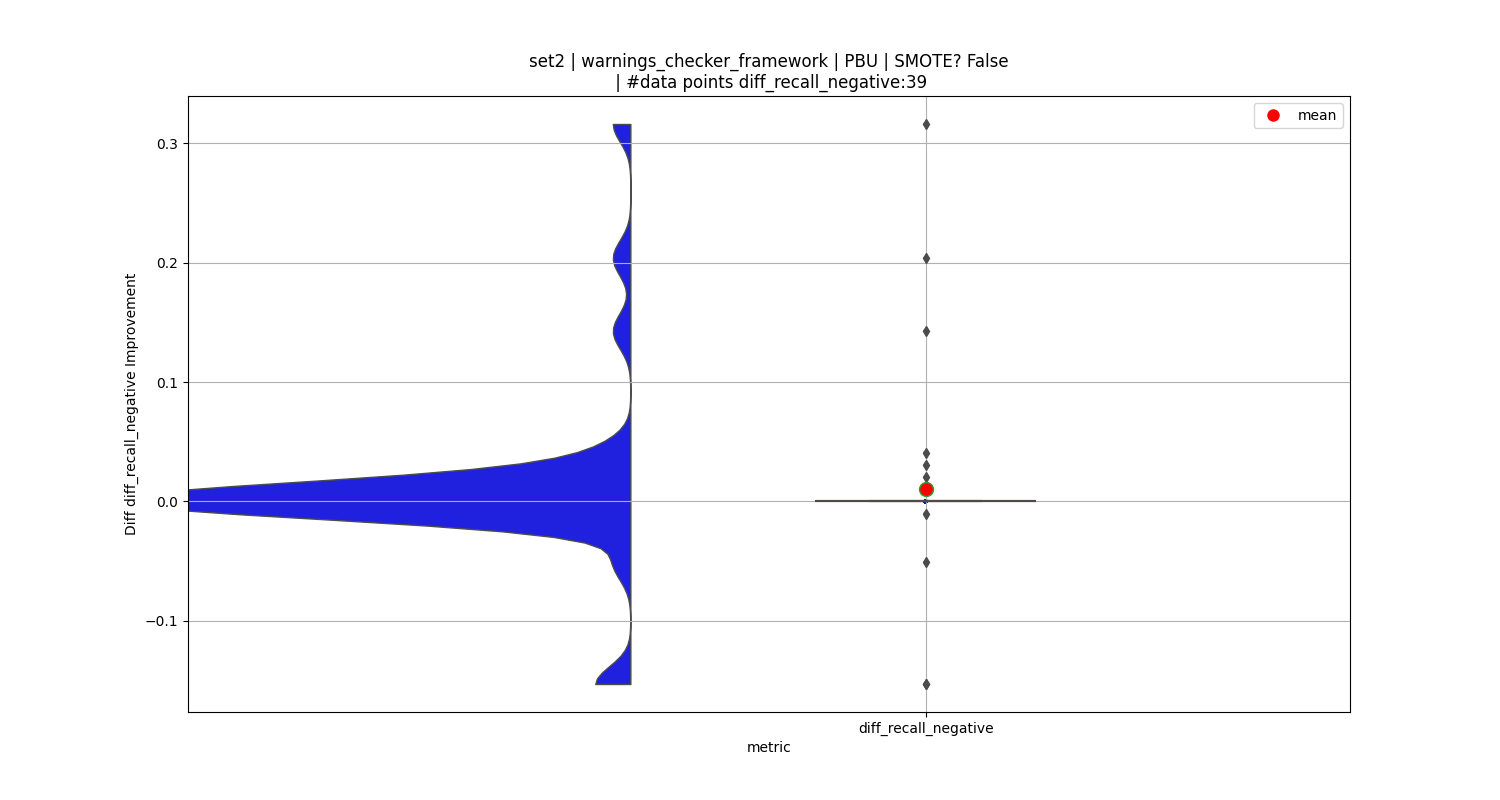 set2 | warnings_checker_framework | PBU | SMOTE? False
| #data points diff_recall_negative:39
mean
0.3
0.2
0.1
0.0
−0.1
Diff diff_recall_negative Improvement
diff_recall_negative
metric